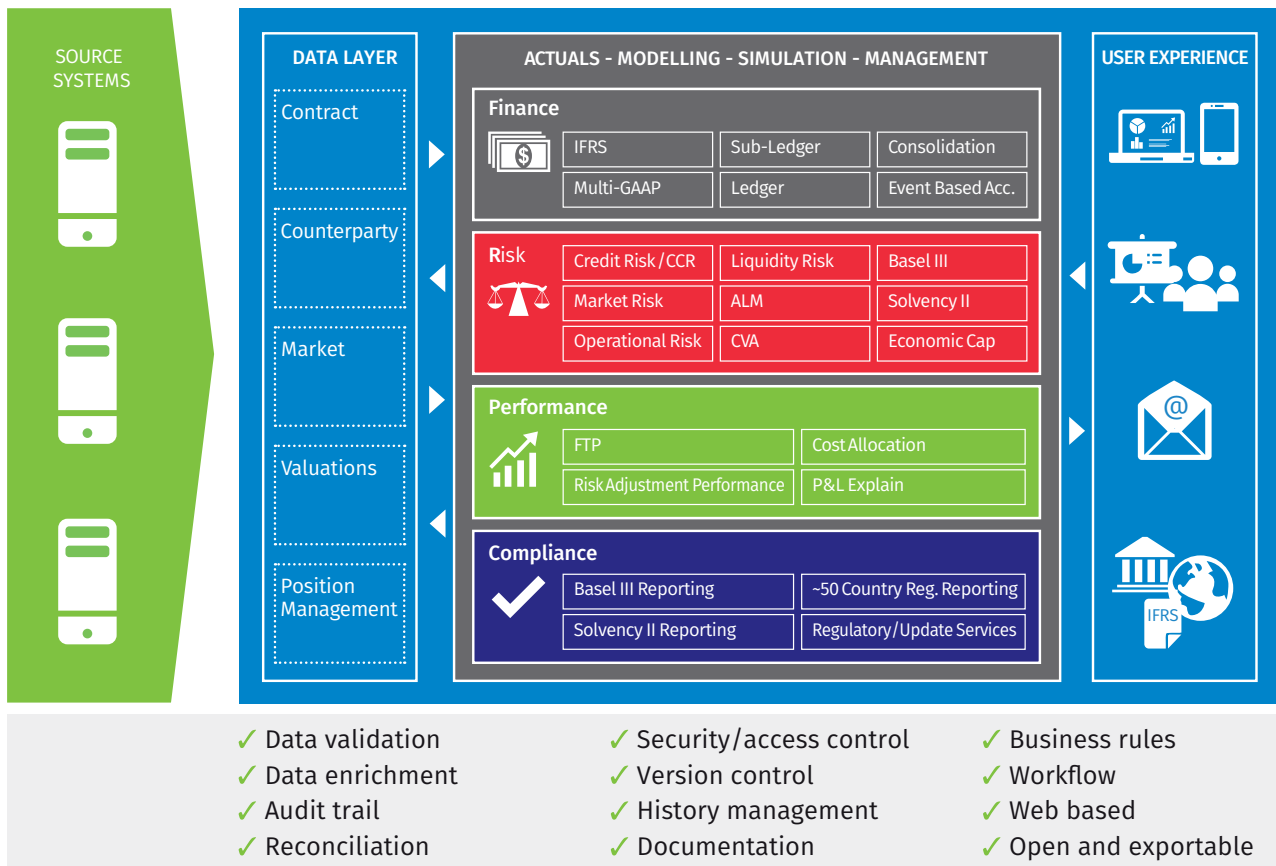 SOURCE
SYSTEMS
DATA LAYER
Contract
Counterparty
Market
Valuations
Position
Management
ACTUALS - MODELLING - SIMULATION - MANAGEMENT
Finance
$
IFRS
Sub-Ledger
Consolidation
Multi-GAAP
Ledger
Event Based Acc.
Risk
Credit Risk/CCR
Liquidity Risk
Basel III
Market Risk
ALM
Solvency II
Operational Risk
CVA
Economic Cap
Performance
FTP
Cost Allocation
Risk Adjustment Performance
P&L Explain
Compliance
Basel III Reporting
~50 Country Reg. Reporting
Solvency II Reporting
Regulatory/Update Services
USER EXPERIENCE
@
IFRS
✓ Data validation
✓ Data enrichment
✓ Audit trail
✓ Reconciliation
✓ Security/access control
✓ Version control
✓ History management
✓ Documentation
✓ Business rules
✓ Workflow
✓ Web based
✓ Open and exportable